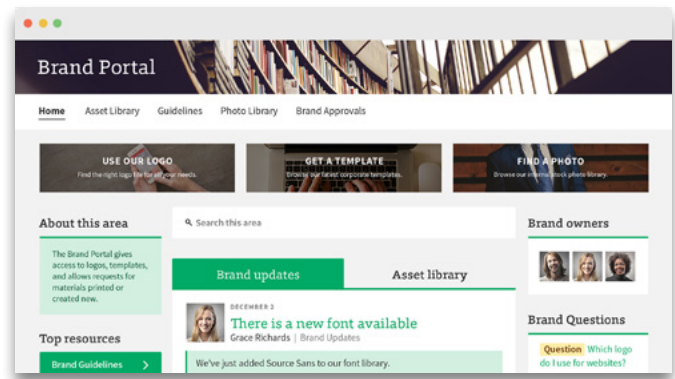 Brand Portal
Home Asset Library Guidelines Photo Library Brand Approvals
USE OUR LOGO
Find the right logo file for all your needs.
GET A TEMPLATE
Browse our latest corporate templates.
FIND A PHOTO
Browse our internal stock photo library.
About this area
The Brand Portal gives
access to logos, templates,
and allows requests for
materials printed or
created new.
Top resources
Brand Guidelines
Search this area
Brand updates Asset library
DECEMBER 2
There is a new font available
Grace Richards | Brand Updates
We've just added Source Sans to our font library.
Brand owners
Brand Questions
Question Which logo
do I use for websites?